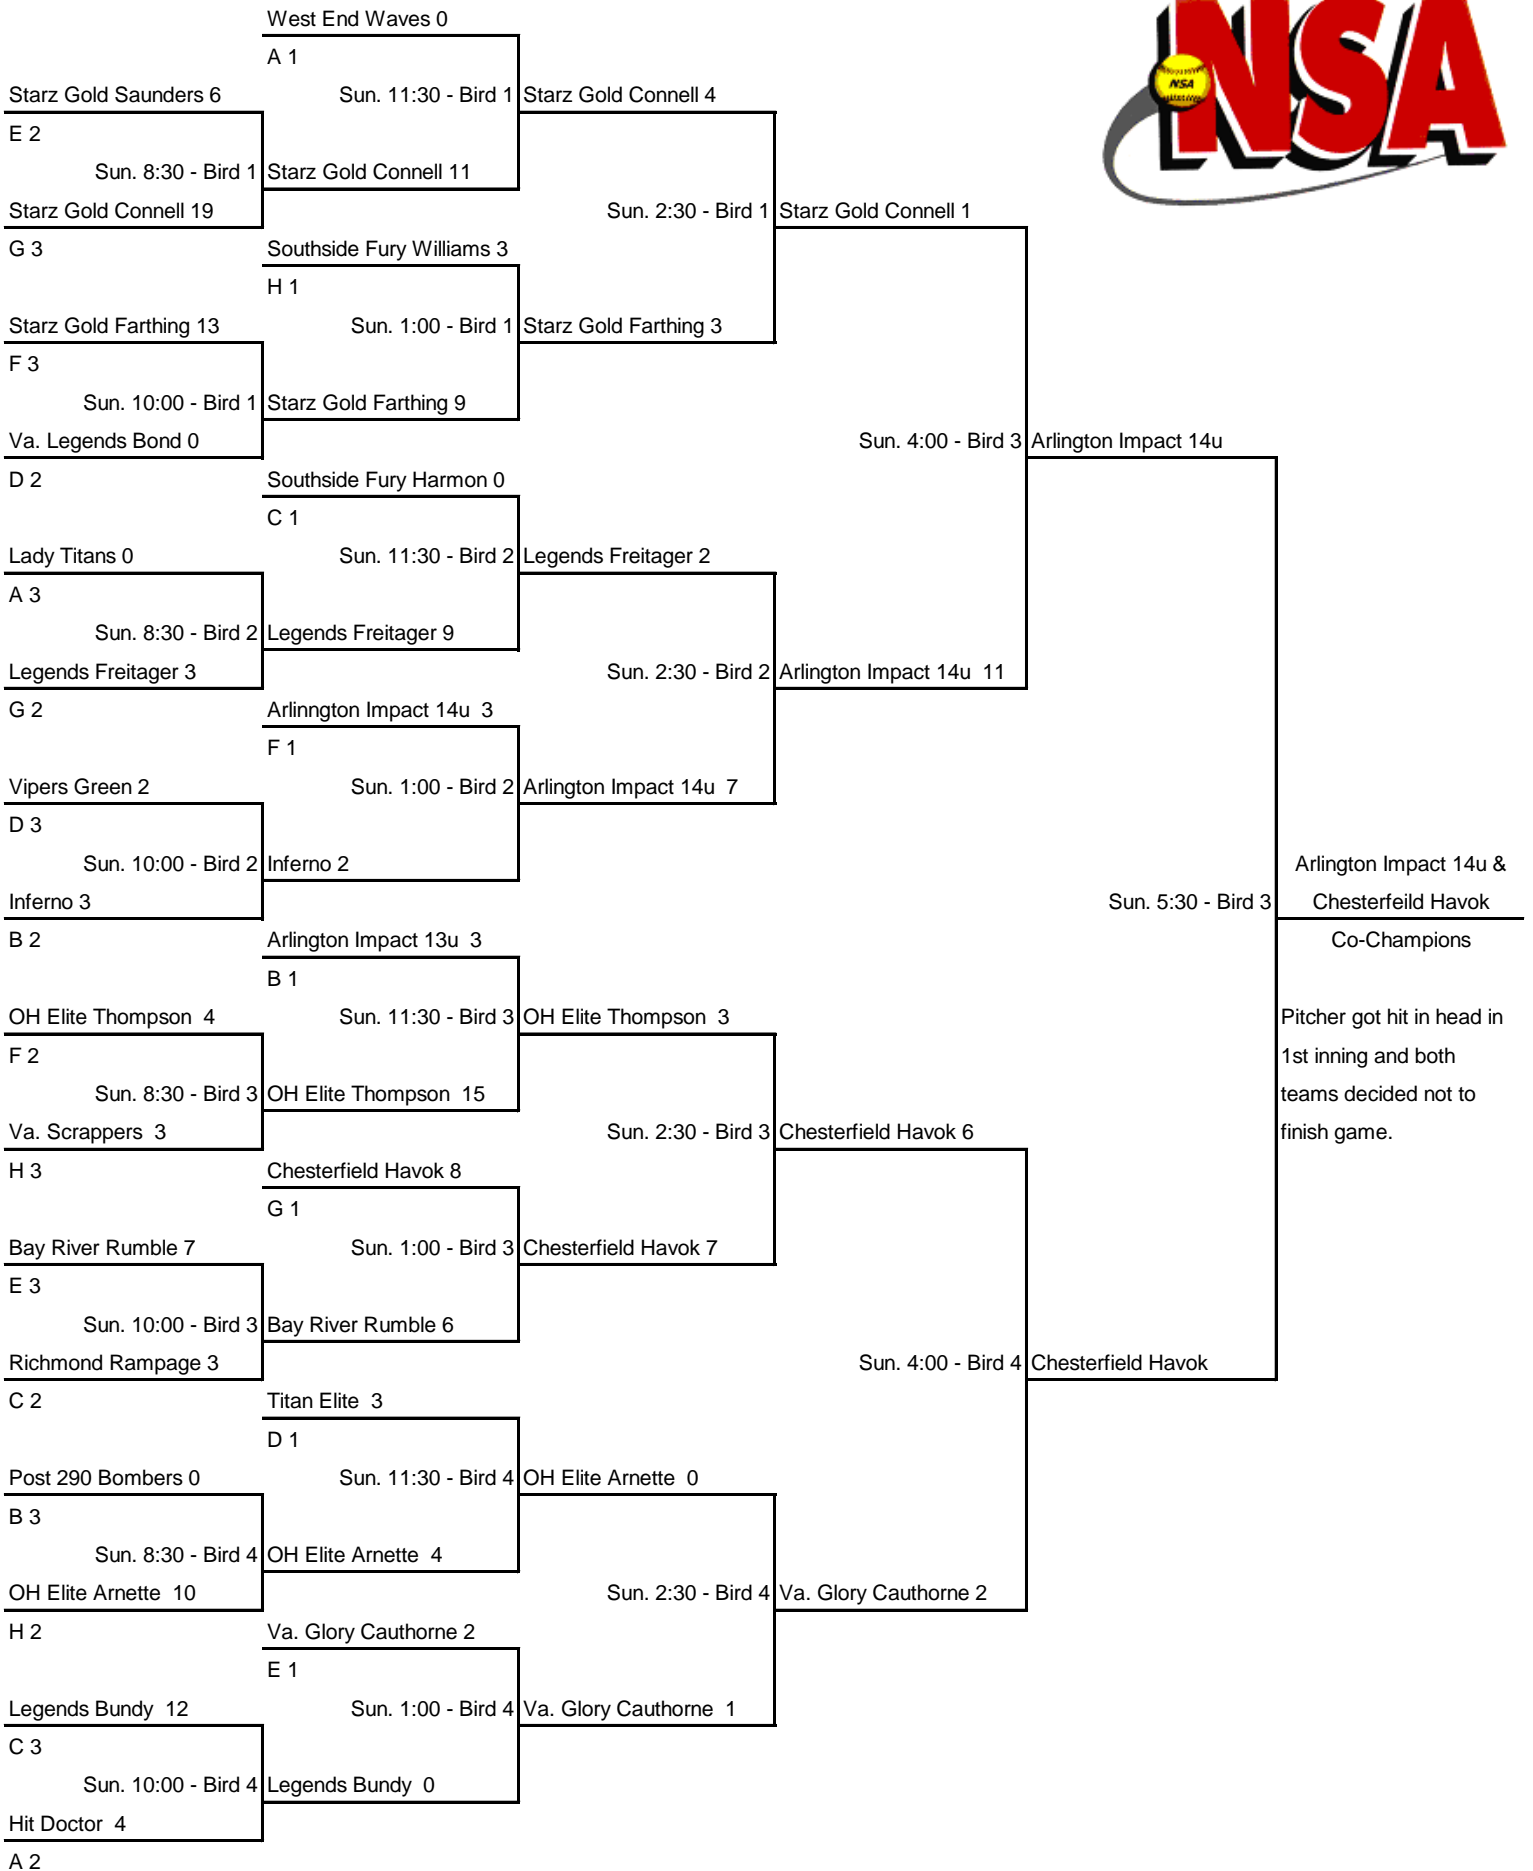 West End Waves 0
NSA
NSA
A 1
Starz Gold Saunders 6
Sun. 11:30 - Bird 1
Starz Gold Connell 4
E 2
Sun. 8:30 - Bird 1
Starz Gold Connell 11
Starz Gold Connell 19
Sun. 2:30 - Bird 1
Starz Gold Connell 1
G 3
Southside Fury Williams 3
H 1
Starz Gold Farthing 13
Sun. 1:00 - Bird 1
Starz Gold Farthing 3
F 3
Sun. 10:00 - Bird 1
Starz Gold Farthing 9
Va. Legends Bond 0
Sun. 4:00 - Bird 3
Arlington Impact 14u
D 2
Southside Fury Harmon 0
C 1
Lady Titans 0
Sun. 11:30 - Bird 2
Legends Freitager 2
A 3
Sun. 8:30 - Bird 2
Legends Freitager 9
Legends Freitager 3
Sun. 2:30 - Bird 2
Arlington Impact 14u 11
G 2
Arlinngton Impact 14u 3
F 1
Vipers Green 2
Sun. 1:00 - Bird 2
Arlington Impact 14u 7
D 3
Sun. 10:00 - Bird 2
Inferno 2
Arlington Impact 14u &
Inferno 3
Sun. 5:30 - Bird 3
Chesterfeild Havok
B 2
Arlington Impact 13u 3
Co-Champions
B 1
OH Elite Thompson 4
Sun. 11:30 - Bird 3
OH Elite Thompson 3
Pitcher got hit in head in
F 2
1st inning and both
Sun. 8:30 - Bird 3
OH Elite Thompson 15
teams decided not to
Va. Scrappers 3
Sun. 2:30 - Bird 3
Chesterfield Havok 6
finish game.
H 3
Chesterfield Havok 8
G 1
Bay River Rumble 7
Sun. 1:00 - Bird 3
Chesterfield Havok 7
E 3
Sun. 10:00 - Bird 3
Bay River Rumble 6
Richmond Rampage 3
Sun. 4:00 - Bird 4
Chesterfield Havok
C 2
Titan Elite 3
D 1
Post 290 Bombers 0
Sun. 11:30 - Bird 4
OH Elite Arnette 0
B 3
Sun. 8:30 - Bird 4
OH Elite Arnette 4
OH Elite Arnette 10
Sun. 2:30 - Bird 4
Va. Glory Cauthorne 2
H 2
Va. Glory Cauthorne 2
E 1
Legends Bundy 12
Sun. 1:00 - Bird 4
Va. Glory Cauthorne 1
C 3
Sun. 10:00 - Bird 4
Legends Bundy 0
Hit Doctor 4
A 2